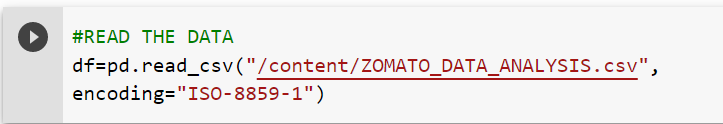 #READ THE DATA
df=pd.read_csv("/content/ZOMATO_DATA_ANALYSIS.csv",
encoding="ISO-8859-1")